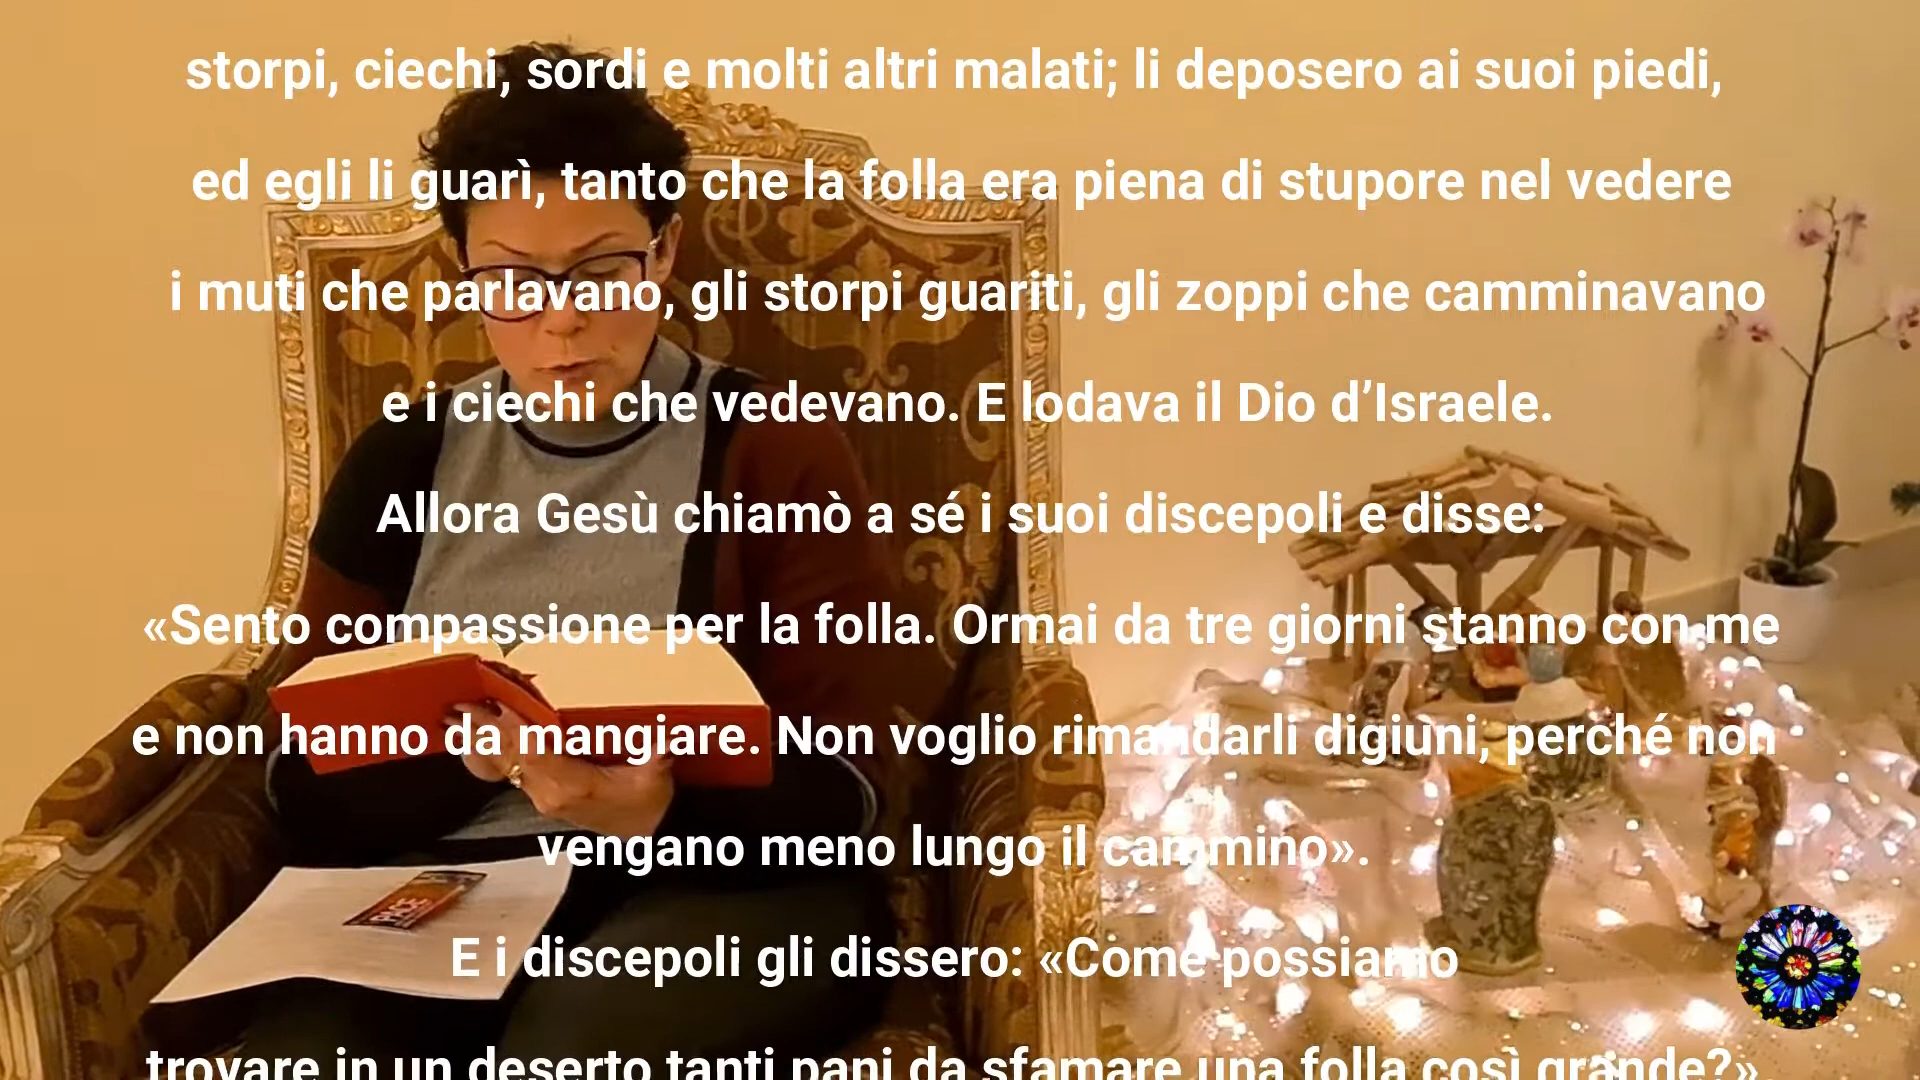 storpi, ciechi, sordi e molti altri malati; li deposero ai suoi piedi,
ed egli li guarì, tanto che la folla era piena di stupore nel vedere
i muti che parlavano, gli storpi guariti, gli zoppi che camminavano
e i ciechi che vedevano. E lodava il Dio d’Israele.
Allora Gesù chiamò a sé i suoi discepoli e disse:
«Sento compassione per la folla. Ormai da tre giorni stanno con me
e non hanno da mangiare. Non voglio rimandarli digiuni, perché non
vengano meno lungo il cammino».
PACE
E i discepoli gli dissero: «Come possiamo
trovare in un deserto tanti pani da sfamare una folla così grande?»